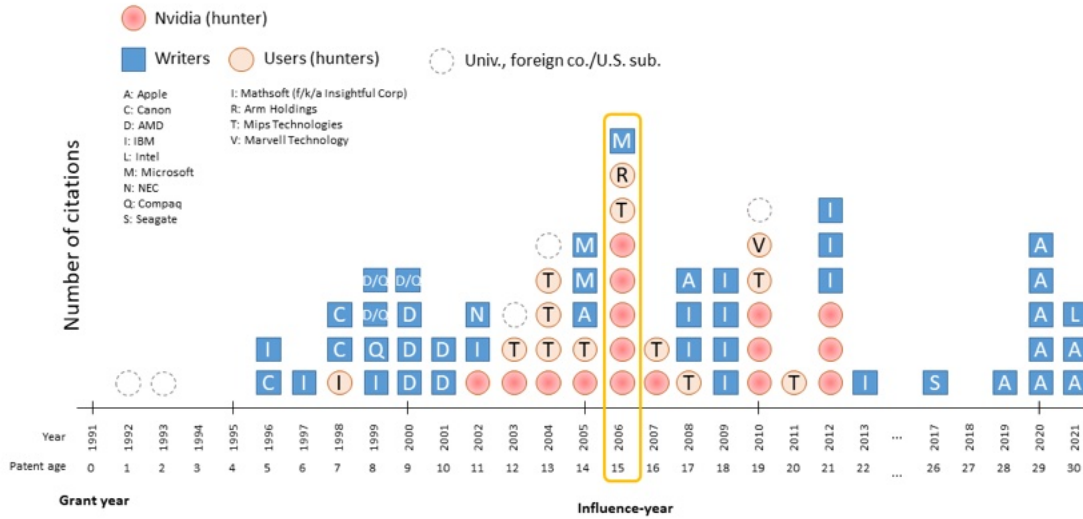 Nvidia (hunter)
Writers Users (hunters) Univ., foreign co./U.S. sub.
A: Apple I: Mathsoft (f/k/a Insightful Corp)
C: Canon R: Arm Holdings
D: AMD T: Mips Technologies
I: IBM V: Marvell Technology
L: Intel
M: Microsoft
N: NEC
Q: Compaq
S: Seagate
Number of citations
M
R
T I
M V I A
D/Q D/Q T M A I T I A
C D/Q D N T A I I A L
I C Q D D I T T T T I I A A
C I I I D D T I T I S A A A
Year 1991 1992 1993 1994 1995 1996 1997 1998 1999 2000 2001 2002 2003 2004 2005 2006 2007 2008 2009 2010 2011 2012 2013 ... 2017 2018 2019 2020 2021
Patent age 0 1 2 3 4 5 6 7 8 9 10 11 12 13 14 15 16 17 18 19 20 21 22 ... 26 27 28 29 30
Grant year Influence-year